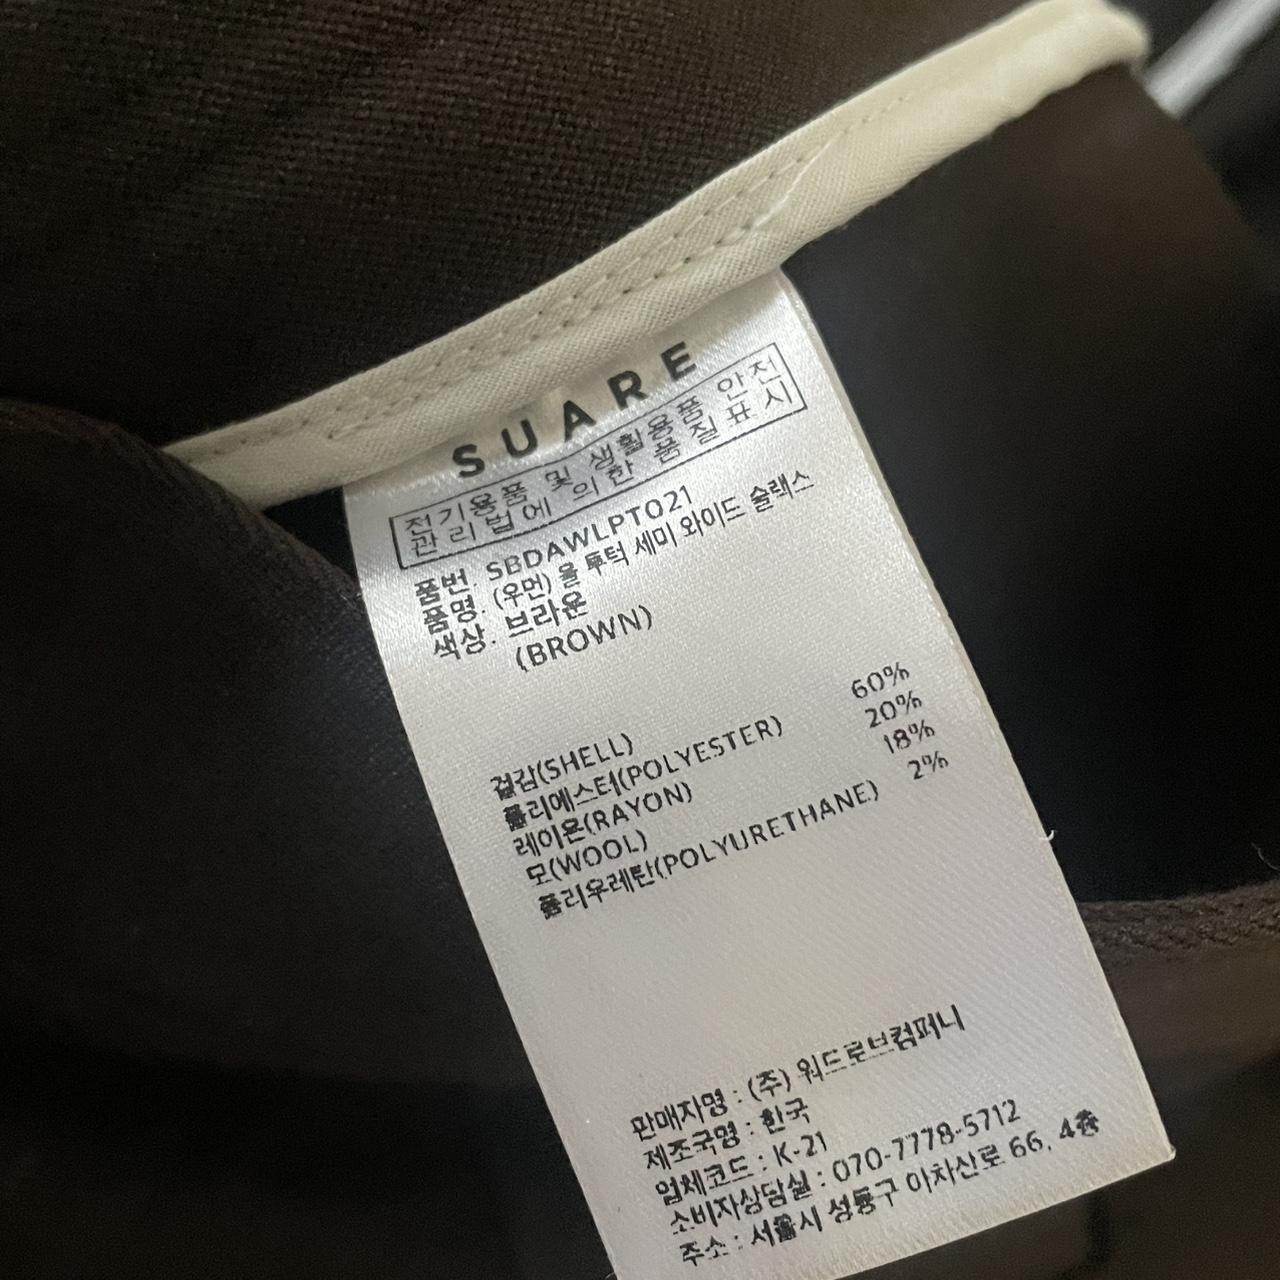 SUARE
전기용품 및 생활용품 안전
관리법에 의한 품질표시
품번. SBDAWLPT021
품명. (우먼) 울 투턱 세미 와이드 슬랙스
색상. 브라운
(BROWN)
겉감(SHELL)
폴리에스터(POLYESTER) 60%
레이온(RAYON) 20%
모(WOOL) 18%
폴리우레탄(POLYURETHANE) 2%
판매자명 : (주) 워드로브컴퍼니
제조국명 : 한국
업체코드 : K-21
소비자상담실 : 070-7778-5712
주소 : 서울시 성동구 아차산로 66, 4층